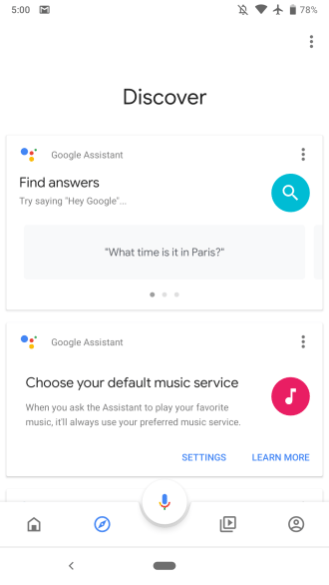 5:00
78%
Discover
Google Assistant
Find answers
Try saying "Hey Google"...
"What time is it in Paris?"
Google Assistant
Choose your default music service
When you ask the Assistant to play your favorite
music, it'll always use your preferred music service.
SETTINGS LEARN MORE